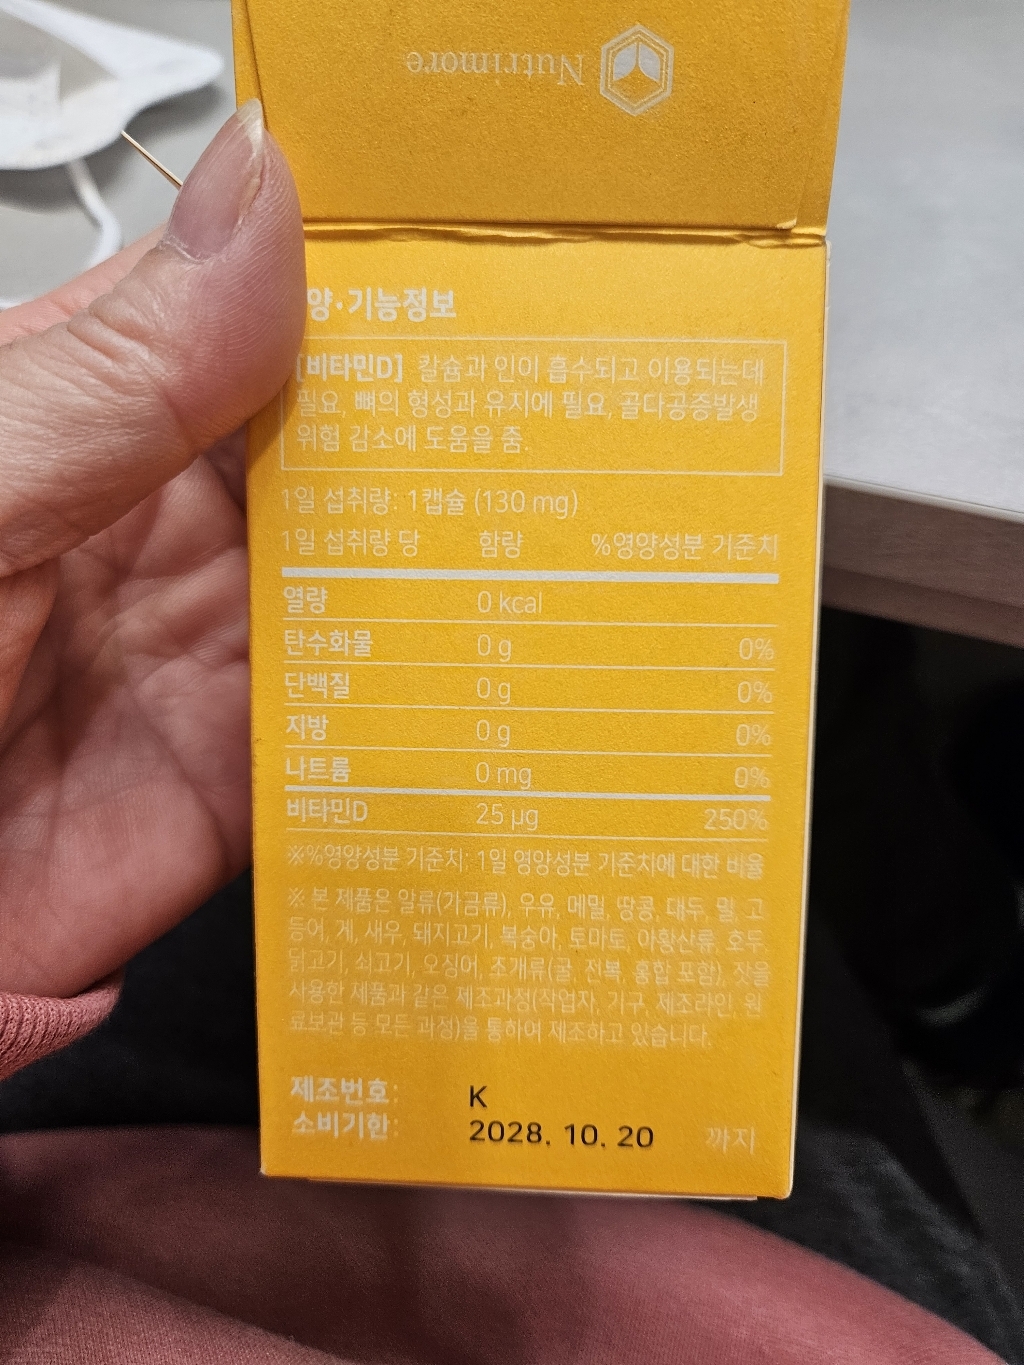 Nutrimore
양·기능정보
[비타민D] 칼슘과 인이 흡수되고 이용되는데
필요, 뼈의 형성과 유지에 필요, 골다공증발생
위험 감소에 도움을 줌.
1일 섭취량: 1캡슐 (130 mg)
1일 섭취량 당 함량 %영양성분 기준치
열량 0 kcal
탄수화물 0 g 0%
단백질 0 g 0%
지방 0 g 0%
나트륨 0 mg 0%
비타민D 25 µg 250%
※%영양성분 기준치: 1일 영양성분 기준치에 대한 비율
※ 본 제품은 알류(가금류), 우유, 메밀, 땅콩, 대두, 밀, 고
등어, 게, 새우, 돼지고기, 복숭아, 토마토, 아황산류, 호두,
닭고기, 쇠고기, 오징어, 조개류(굴, 전복, 홍합 포함), 잣을
사용한 제품과 같은 제조과정(작업자, 기구, 제조라인, 원
료보관 등 모든 과정)을 통하여 제조하고 있습니다.
제조번호: K
소비기한: 2028. 10. 20 까지